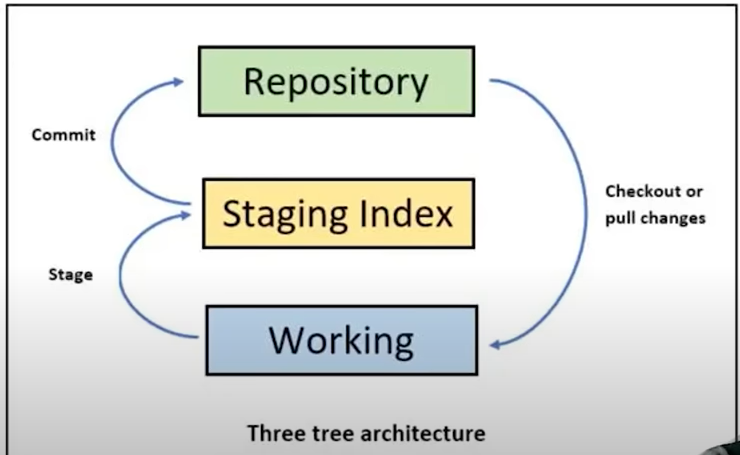 Repository
Commit
Checkout or
pull changes
Staging Index
Stage
Working
Three tree architecture